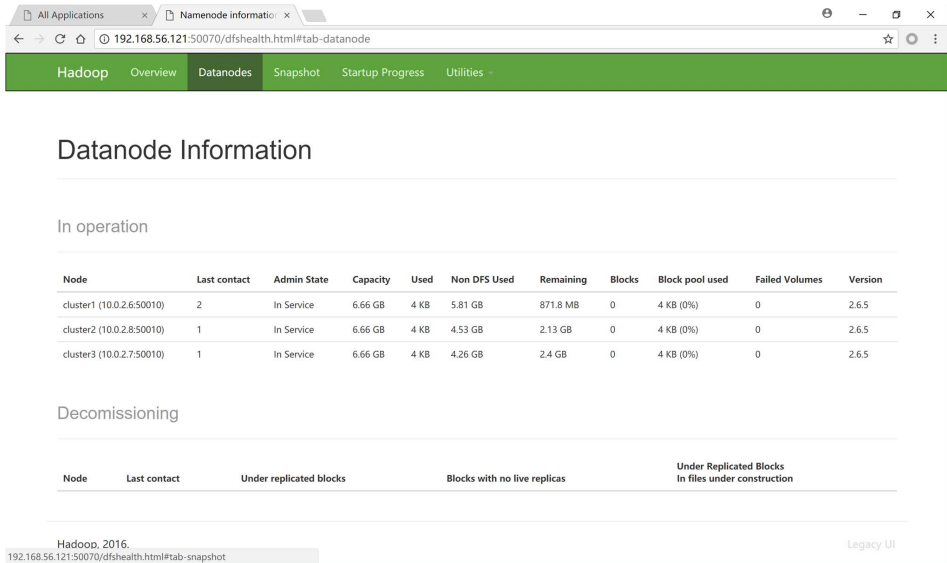 All Applications
Namenode information
192.168.56.121:50070/dfshealth.html#tab-datanode
Hadoop Overview Datanodes Snapshot Startup Progress Utilities
Datanode Information
In operation
Node Last contact Admin State Capacity Used Non DFS Used Remaining Blocks Block pool used Failed Volumes Version
cluster1 (10.0.2.6:50010) 2 In Service 6.66 GB 4 KB 5.81 GB 871.8 MB 0 4 KB (0%) 0 2.6.5
cluster2 (10.0.2.8:50010) 1 In Service 6.66 GB 4 KB 4.53 GB 2.13 GB 0 4 KB (0%) 0 2.6.5
cluster3 (10.0.2.7:50010) 1 In Service 6.66 GB 4 KB 4.26 GB 2.4 GB 0 4 KB (0%) 0 2.6.5
Decomissioning
Under Replicated Blocks
Node Last contact Under replicated blocks Blocks with no live replicas In files under construction
Hadoop, 2016. Legacy UI
192.168.56.121:50070/dfshealth.html#tab-snapshot